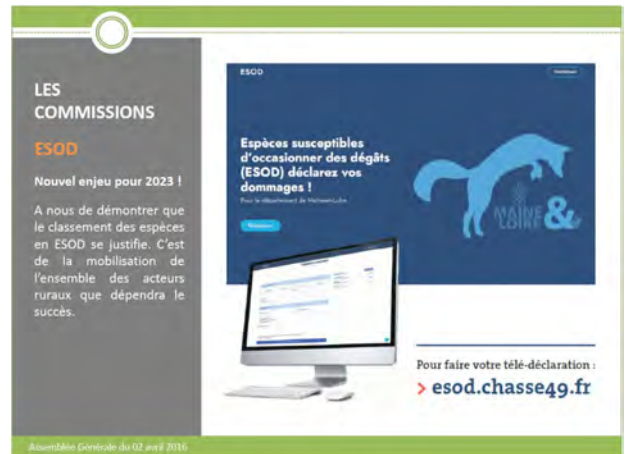 LES
COMMISSIONS
ESOD
Nouvel enjeu pour 2023 !
A nous de démontrer que
le classement des espèces
en ESOD se justifie. C'est
de la mobilisation de
l'ensemble des acteurs
ruraux que dépendra le
succès.
ESOD
Espèces susceptibles
d'occasionner des dégâts
(ESOD) déclarez vos
dommages !
Pour le département de Maine-et-Loire
MAINE
LOIRE &
Pour faire votre télé-déclaration :
> esod.chasse49.fr
Assemblée Générale du 02 avril 2016